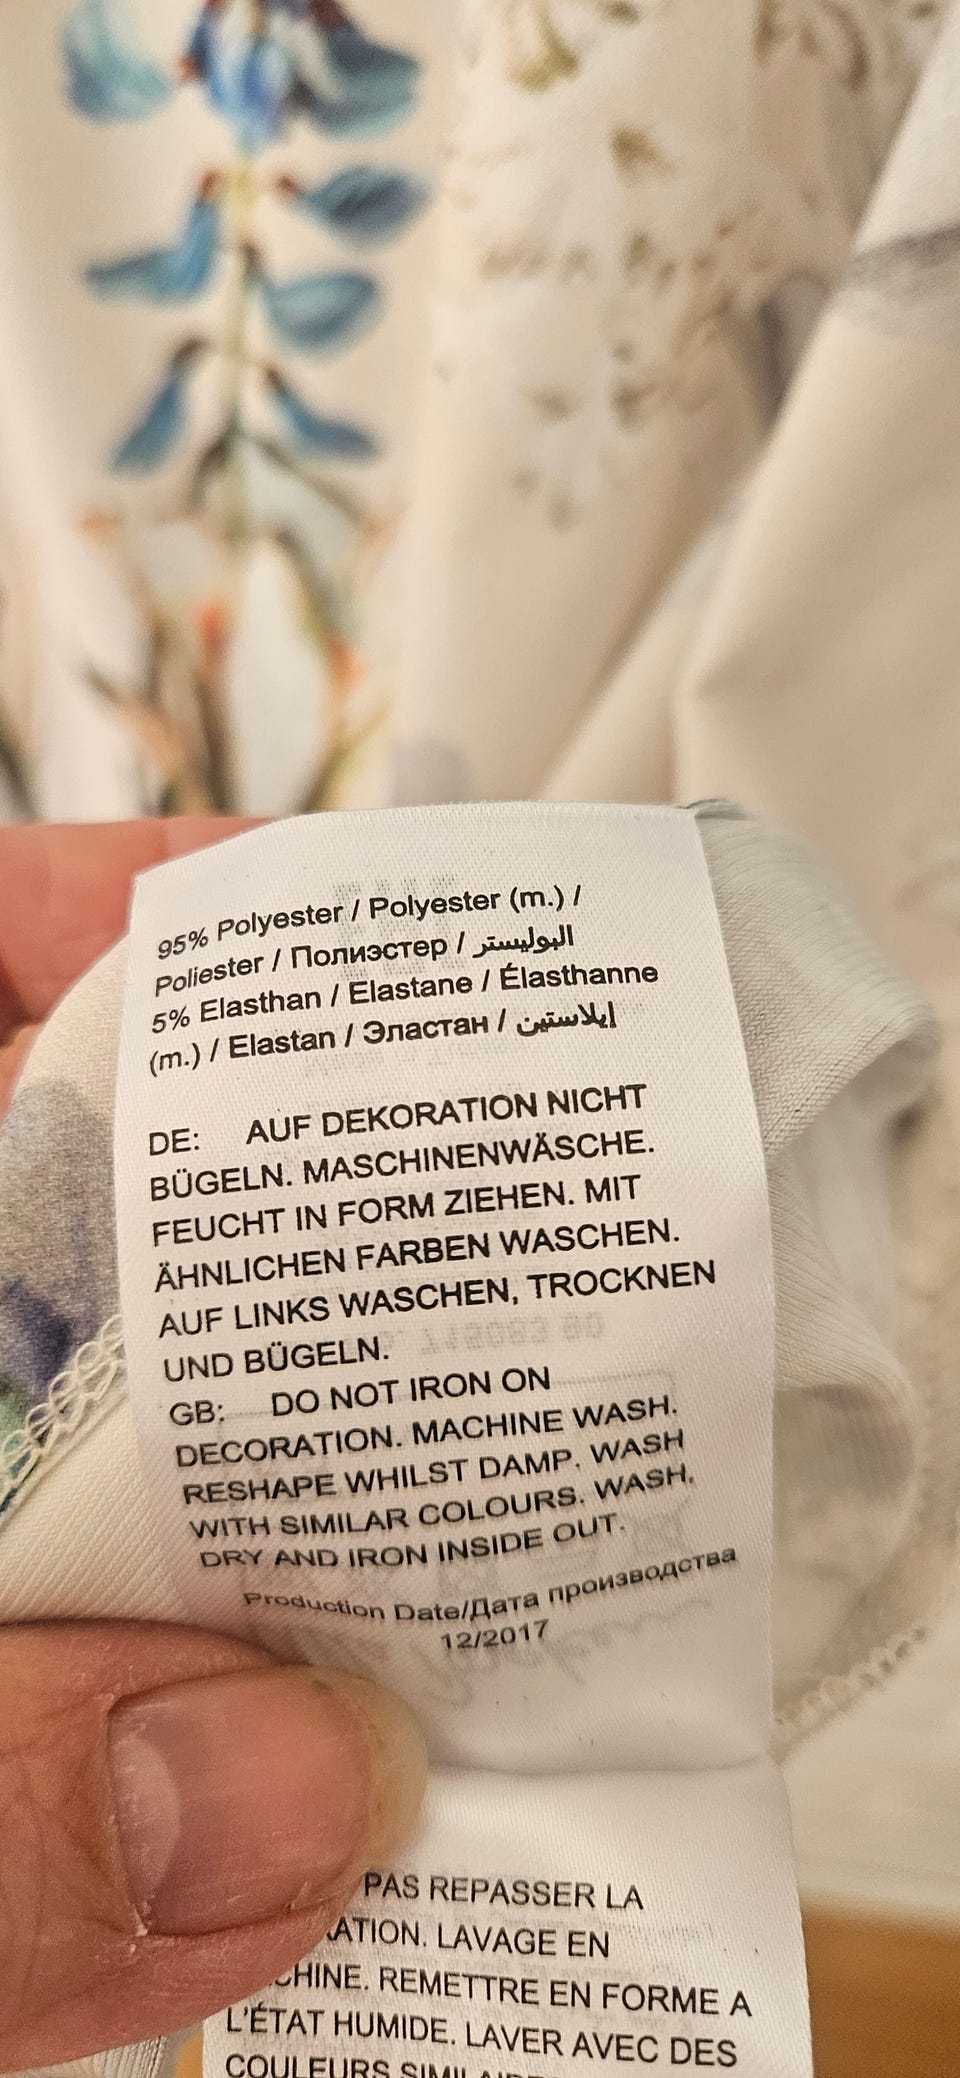 95% Polyester / Polyester (m.) /
Poliester / Полиэстер / البوليستر
5% Elasthan / Elastane / Élasthanne
(m.) / Elastan / Эластан / إيلاستين
DE: AUF DEKORATION NICHT
BÜGELN. MASCHINENWÄSCHE.
FEUCHT IN FORM ZIEHEN. MIT
ÄHNLICHEN FARBEN WASCHEN.
AUF LINKS WASCHEN, TROCKNEN
UND BÜGELN.
GB: DO NOT IRON ON
DECORATION. MACHINE WASH.
RESHAPE WHILST DAMP. WASH
WITH SIMILAR COLOURS. WASH,
DRY AND IRON INSIDE OUT.
Production Date/Дата производства
12/2017
PAS REPASSER LA
ATION. LAVAGE EN
CHINE. REMETTRE EN FORME A
L'ÉTAT HUMIDE. LAVER AVEC DES
COULEURS